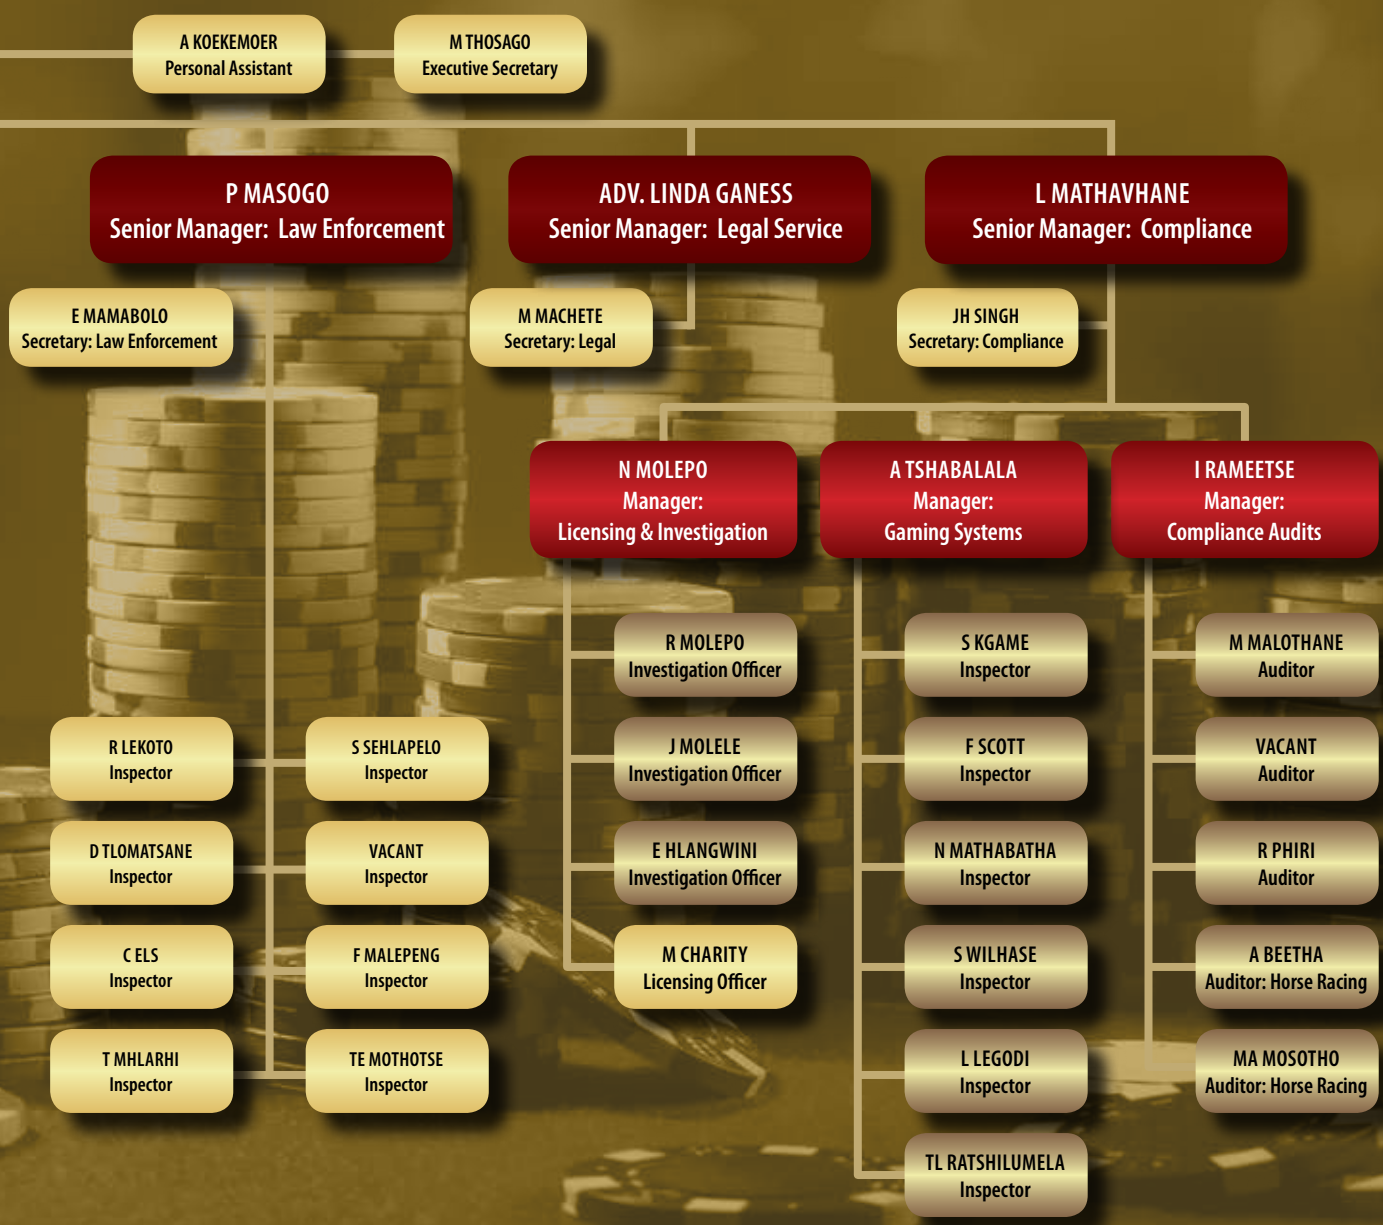 A KOEKEMOER
Personal Assistant
M THOSAGO
Executive Secretary
P MASOGO
Senior Manager: Law Enforcement
ADV. LINDA GANESS
Senior Manager: Legal Service
L MATHAVHANE
Senior Manager: Compliance
E MAMABOLO
Secretary: Law Enforcement
M MACHETE
Secretary: Legal
JH SINGH
Secretary: Compliance
N MOLEPO
Manager:
Licensing & Investigation
A TSHABALALA
Manager:
Gaming Systems
I RAMEETSE
Manager:
Compliance Audits
R LEKOTO
Inspector
S SEHLAPELO
Inspector
D TLOMATSANE
Inspector
VACANT
Inspector
C ELS
Inspector
F MALEPENG
Inspector
T MHLARHI
Inspector
TE MOTHOTSE
Inspector
R MOLEPO
Investigation Officer
J MOLELE
Investigation Officer
E HLANGWINI
Investigation Officer
M CHARITY
Licensing Officer
S KGAME
Inspector
F SCOTT
Inspector
N MATHABATHA
Inspector
S WILHASE
Inspector
L LEGODI
Inspector
TL RATSHILUMELA
Inspector
M MALOTHANE
Auditor
VACANT
Auditor
R PHIRI
Auditor
A BEETHA
Auditor: Horse Racing
MA MOSOTHO
Auditor: Horse Racing